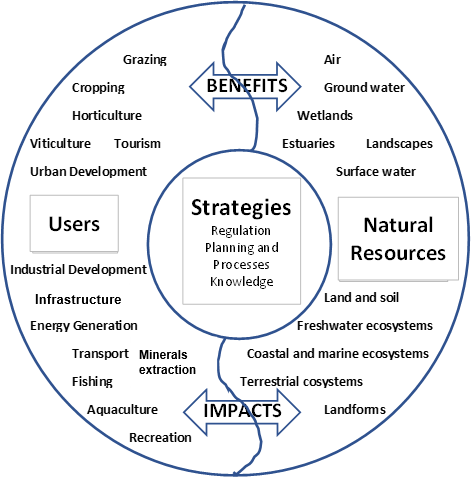 Grazing
Air
BENEFITS
Cropping
Ground water
Horticulture
Wetlands
Viticulture Tourism
Estuaries Landscapes
Urban Development
Surface water
Users
Strategies
Regulation
Planning and
Processes
Knowledge
Natural
Resources
Industrial Development
Infrastructure
Energy Generation
Transport
Minerals
extraction
Fishing
Aquaculture
Recreation
Land and soil
Freshwater ecosystems
Coastal and marine ecosystems
Terrestrial cosystems
IMPACTS
Landforms